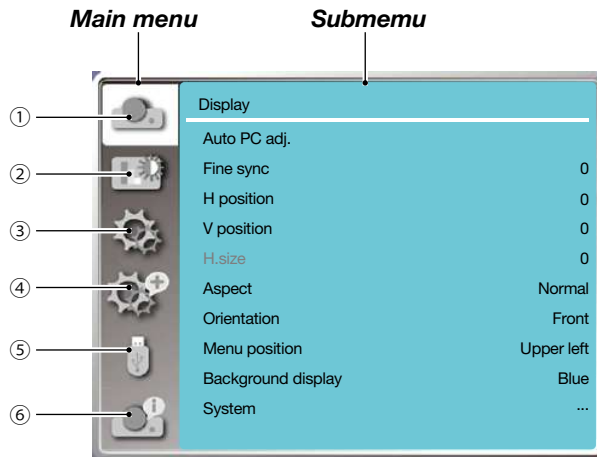 Main menu Submemu
Display
① Auto PC adj.
Fine sync 0
② H position 0
V position 0
③ H.size 0
④ Aspect Normal
Orientation Front
⑤ Menu position Upper left
Background display Blue
⑥ System ...